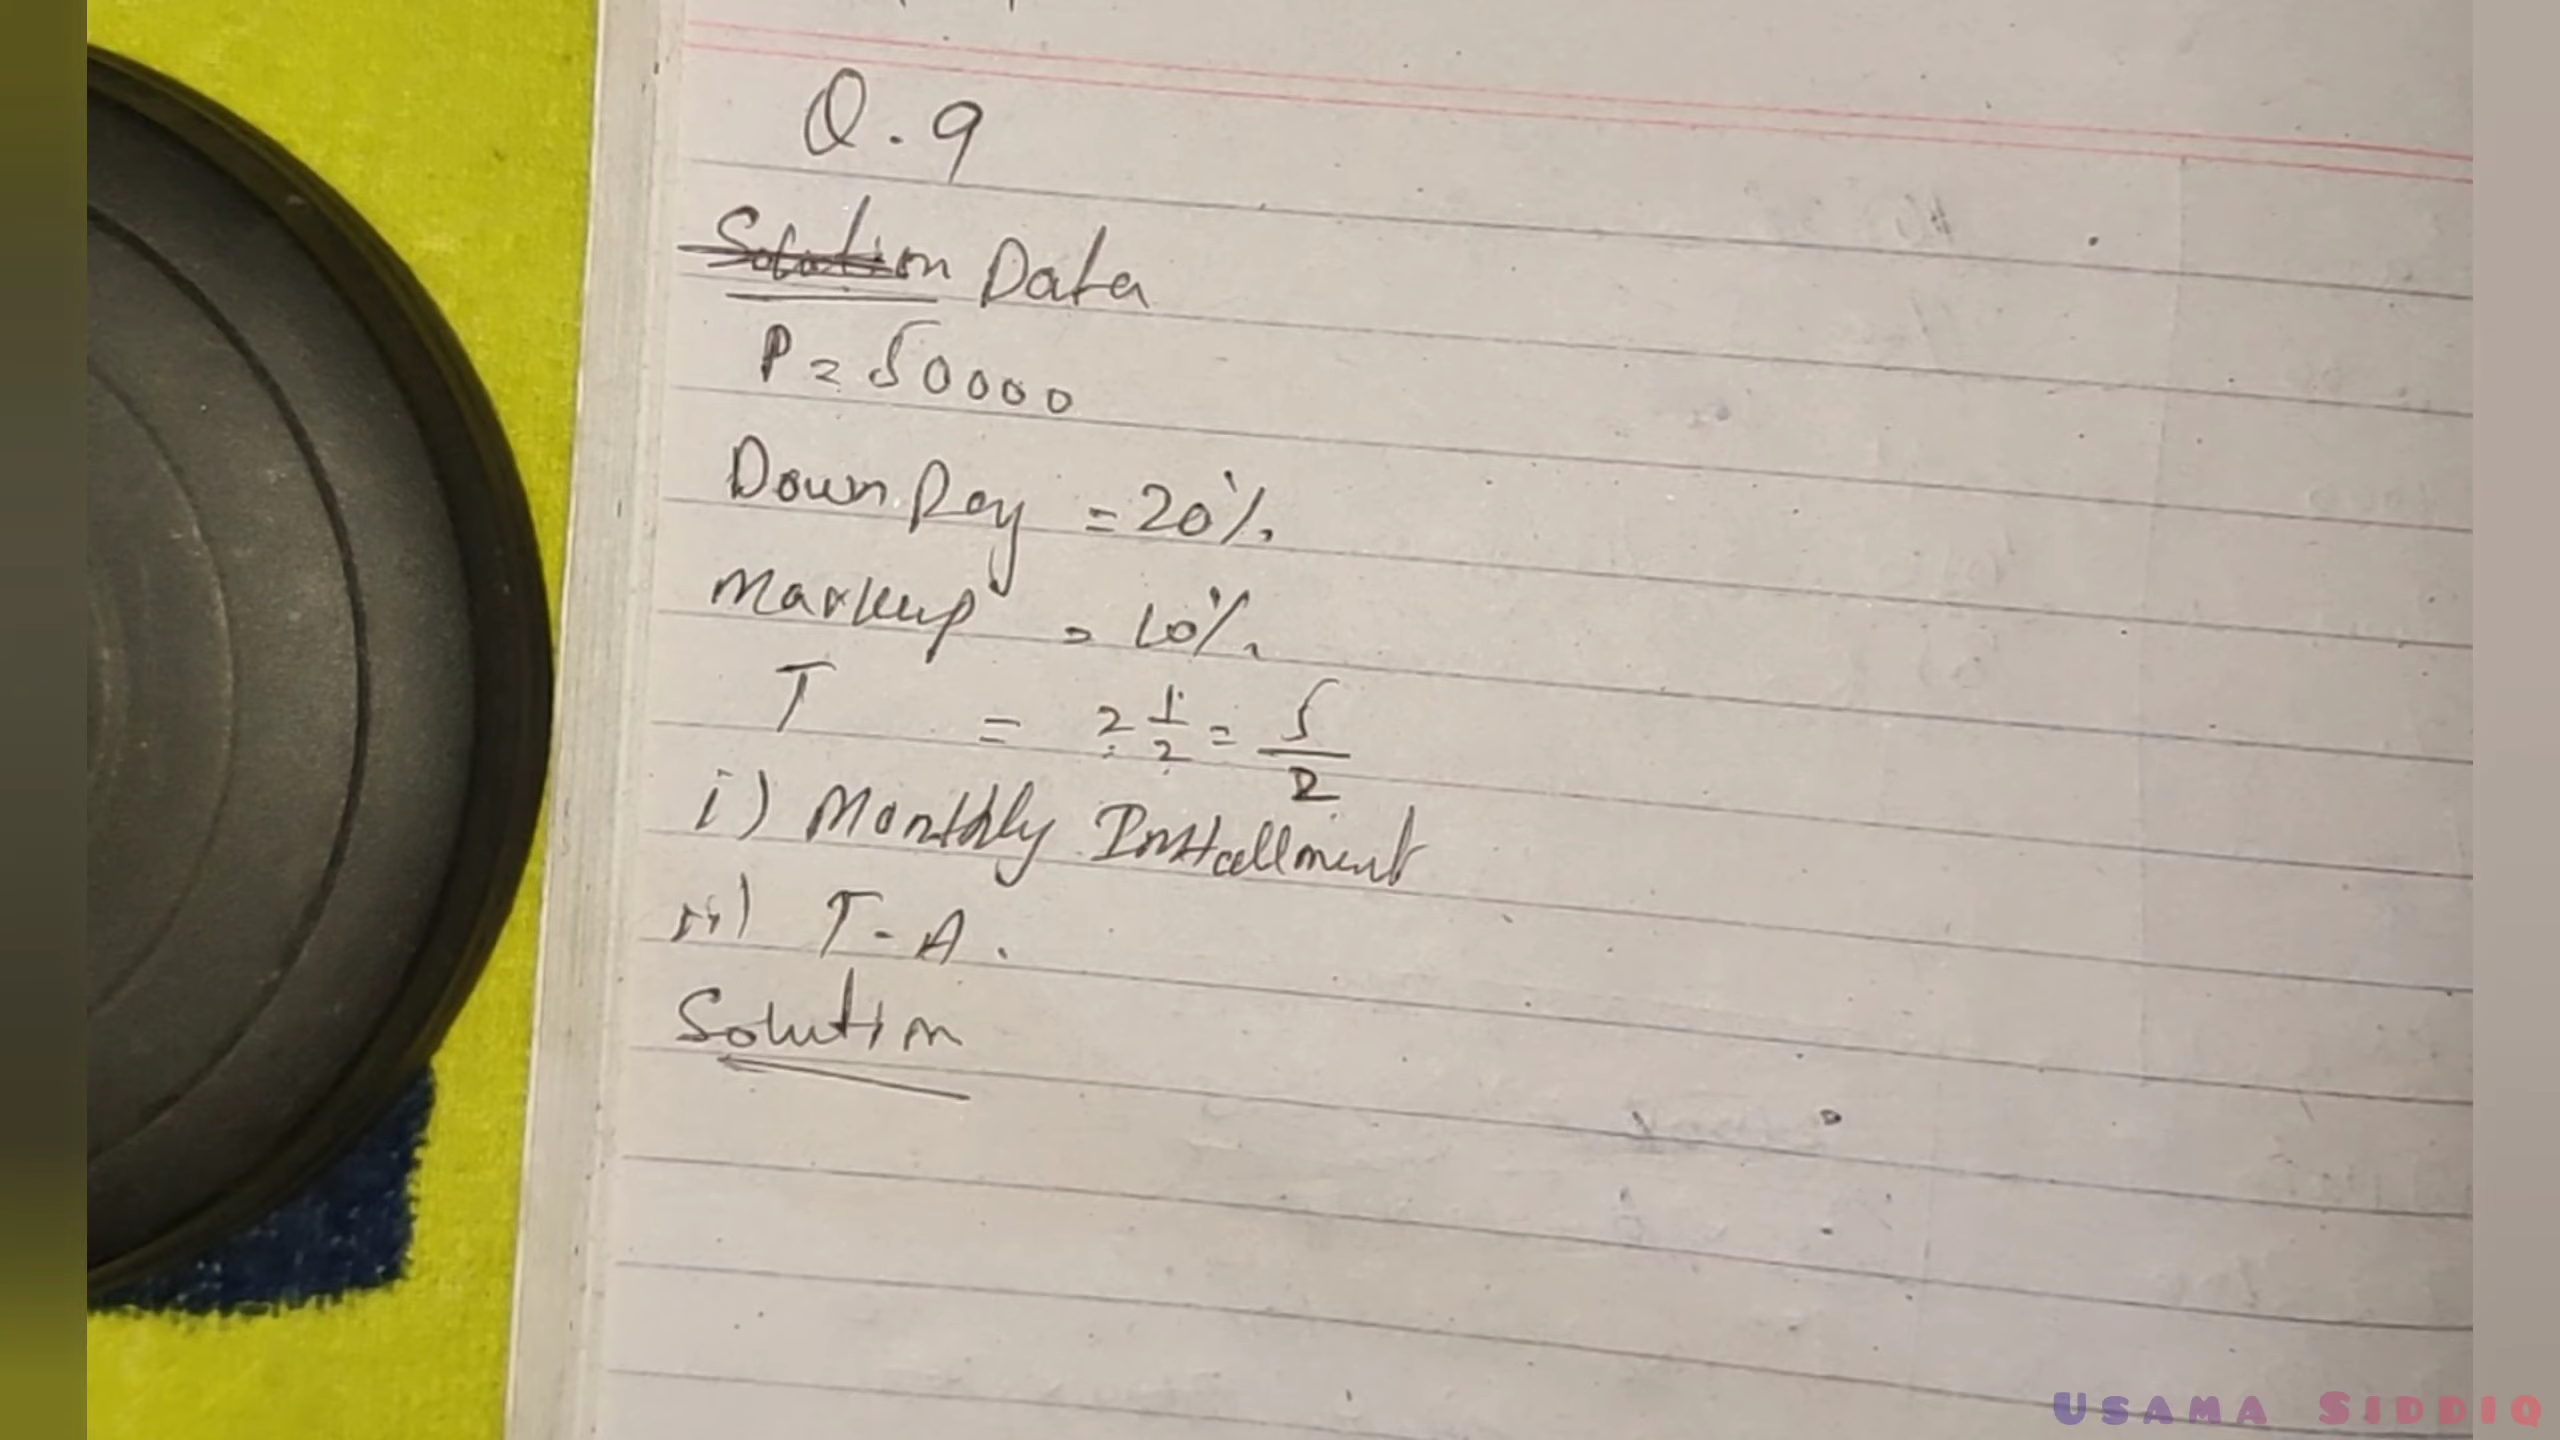 Q.9
Solution Data
P = 50000
Down Pay = 20%
Markup = 10%
T = 2 1/2 = 5/2
i) Monthly Installment
ii) T-A.
Solution
USAMA SIDDIQ